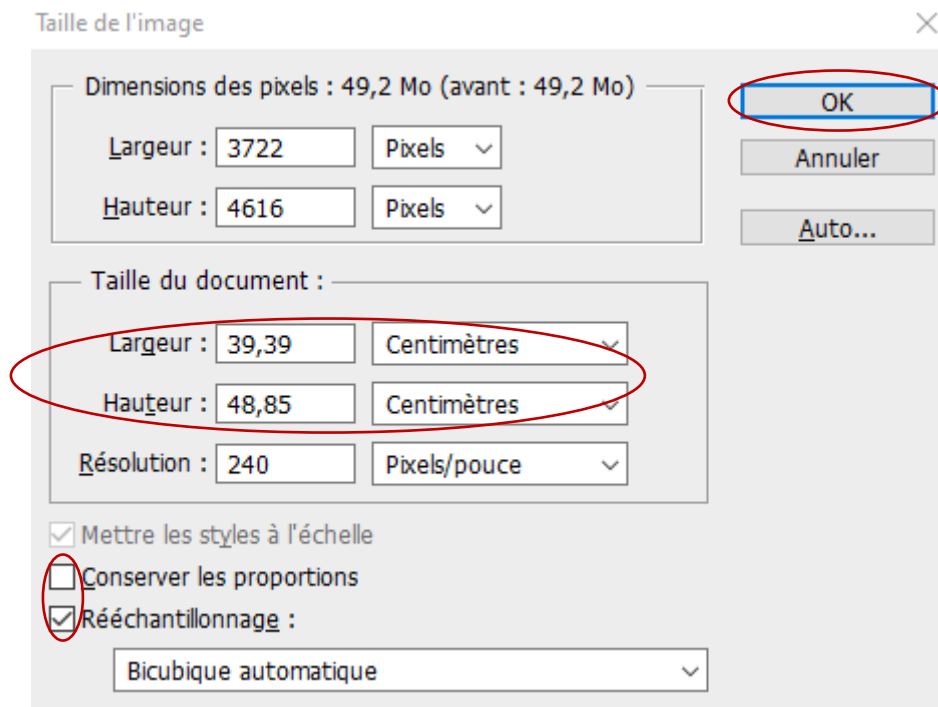 Taille de l'image
Dimensions des pixels : 49,2 Mo (avant : 49,2 Mo)
OK
Largeur : 3722 Pixels
Annuler
Hauteur : 4616 Pixels
Auto...
Taille du document :
Largeur : 39,39 Centimètres
Hauteur : 48,85 Centimètres
Résolution : 240 Pixels/pouce
Mettre les styles à l'échelle
Conserver les proportions
Rééchantillonnage :
Bicubique automatique